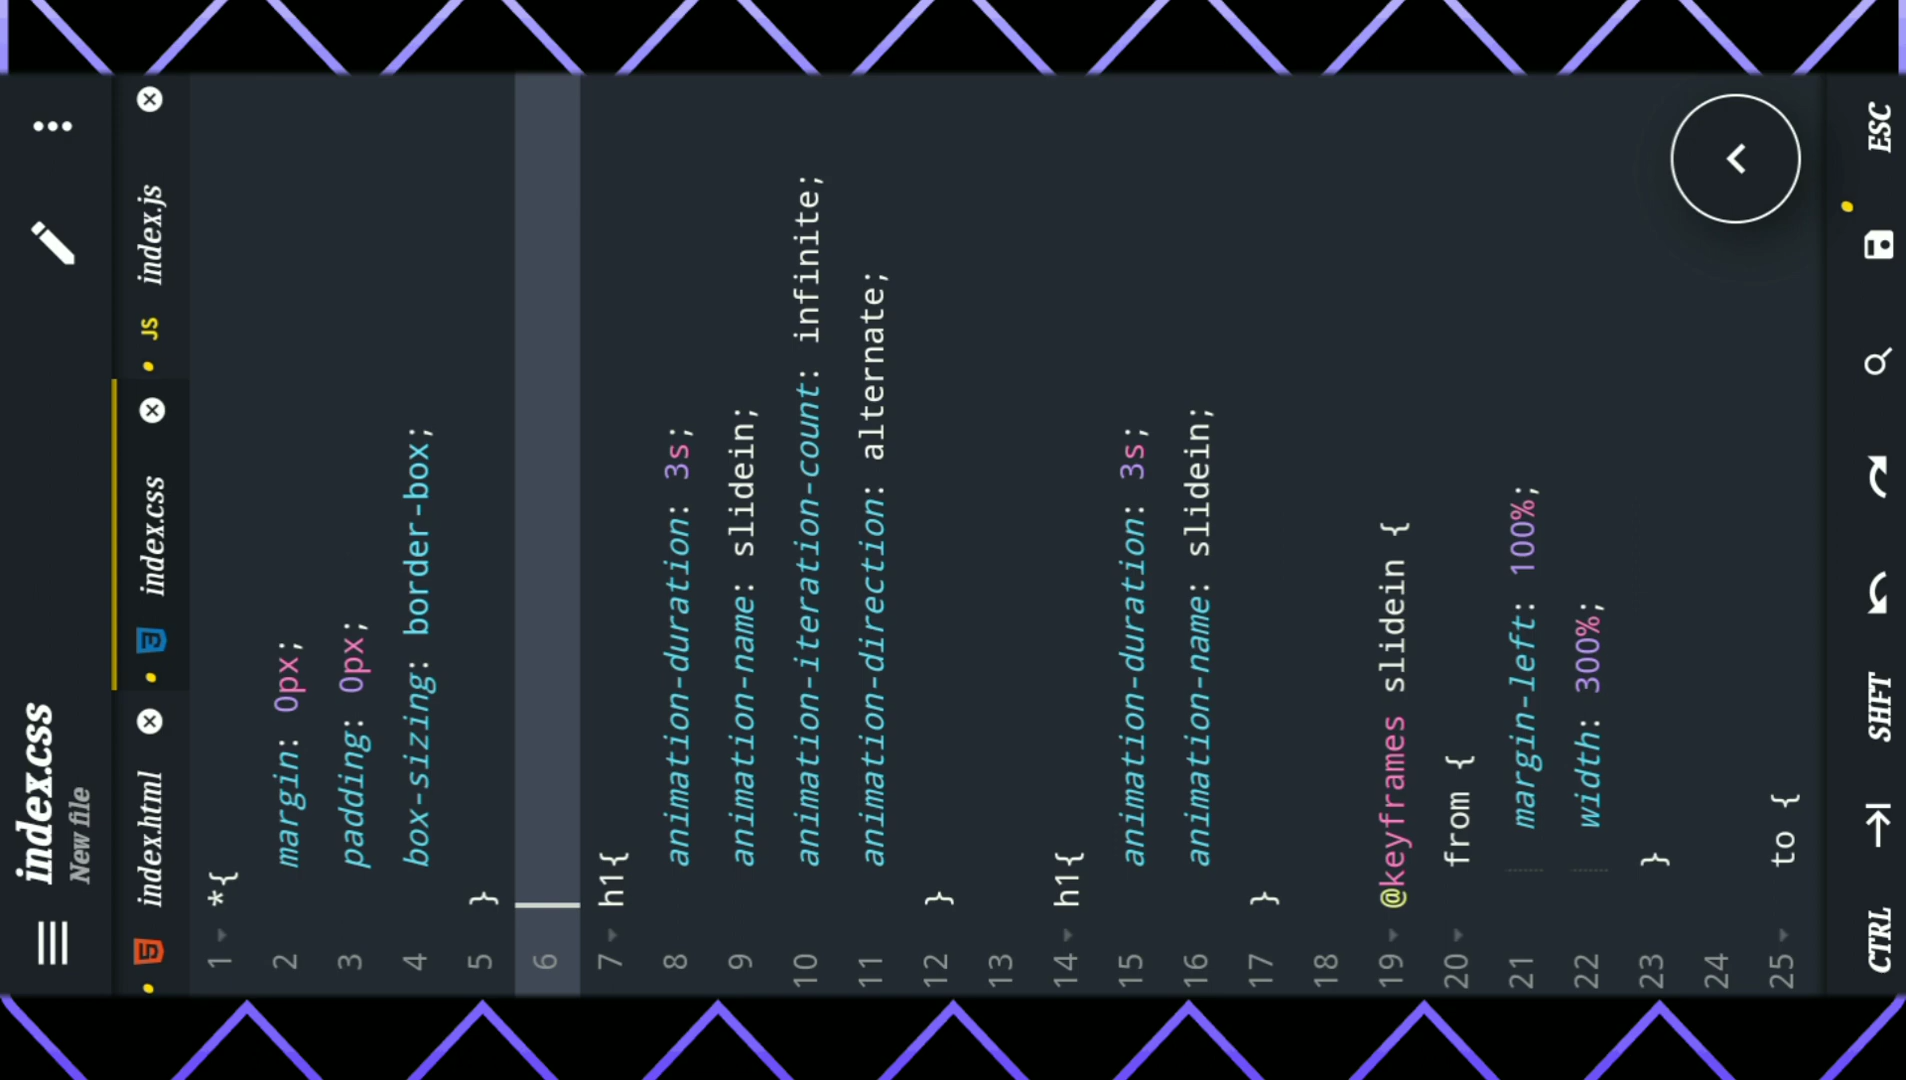 index.css
New file
index.html
index.css
JS index.js
1 *{
2 margin: 0px;
3 padding: 0px;
4 box-sizing: border-box;
5 }
6
7 h1{
8 animation-duration: 3s;
9 animation-name: slidein;
10 animation-iteration-count: infinite;
11 animation-direction: alternate;
12 }
13
14 h1{
15 animation-duration: 3s;
16 animation-name: slidein;
17 }
18
19 @keyframes slidein {
20 from {
21 margin-left: 100%;
22 width: 300%;
23 }
24
25 to {
CTRL SHFT ESC